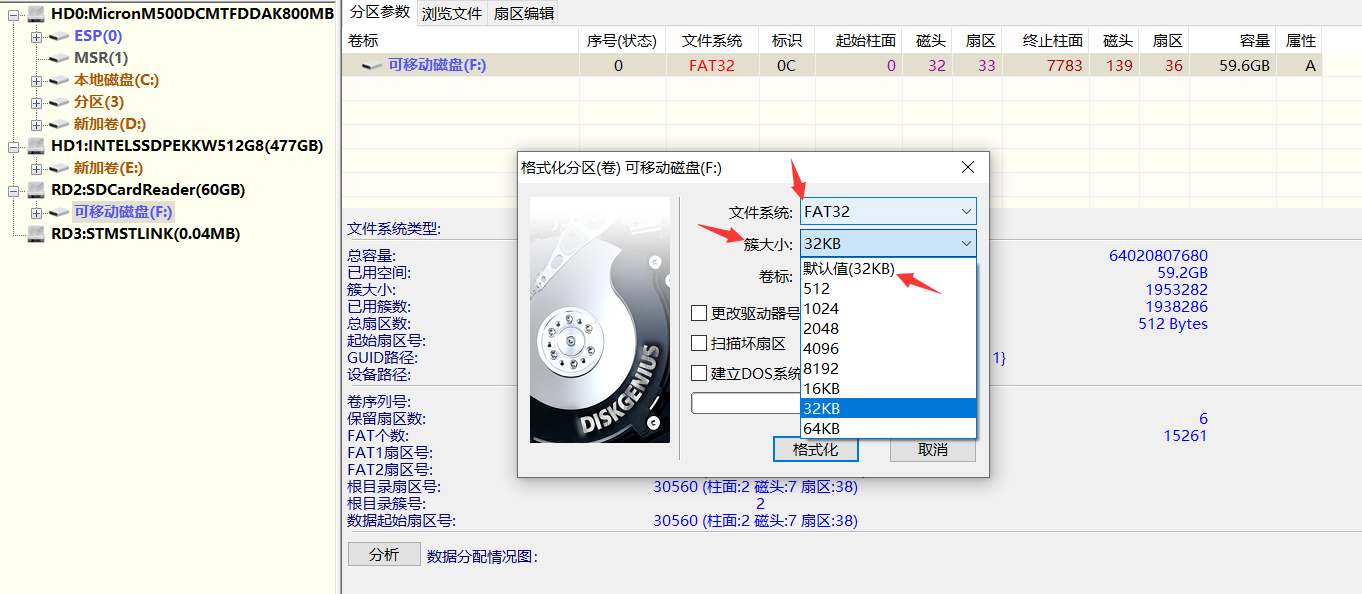 HD0:MicronM500DCMTFDDAK800MB
ESP(0)
MSR(1)
本地磁盘(C:)
分区(3)
新加卷(D:)
HD1:INTELSSDPEKKW512G8(477GB)
新加卷(E:)
RD2:SDCardReader(60GB)
可移动磁盘(F:)
RD3:STMSTLINK(0.04MB)
分区参数 浏览文件 扇区编辑
卷标 序号(状态) 文件系统 标识 起始柱面 磁头 扇区 终止柱面 磁头 扇区 容量 属性
可移动磁盘(F:) 0 FAT32 0C 0 32 33 7783 139 36 59.6GB A
文件系统类型:
总容量: 64020807680
已用空间: 59.2GB
簇大小: 1953282
已用簇数: 1938286
总扇区数: 512 Bytes
起始扇区号:
GUID路径: 1}
设备路径:
卷序列号:
保留扇区数: 6
FAT个数: 15261
FAT1扇区号:
FAT2扇区号:
根目录扇区号: 30560 (柱面:2 磁头:7 扇区:38)
根目录簇号: 2
数据起始扇区号: 30560 (柱面:2 磁头:7 扇区:38)
分析 数据分配情况图:
格式化分区(卷) 可移动磁盘(F:)
文件系统: FAT32
簇大小: 32KB
卷标:
默认值(32KB)
512
1024
2048
4096
8192
16KB
32KB
64KB
更改驱动器号
扫描坏扇区
建立DOS系统
DISKGENIUS
格式化 取消